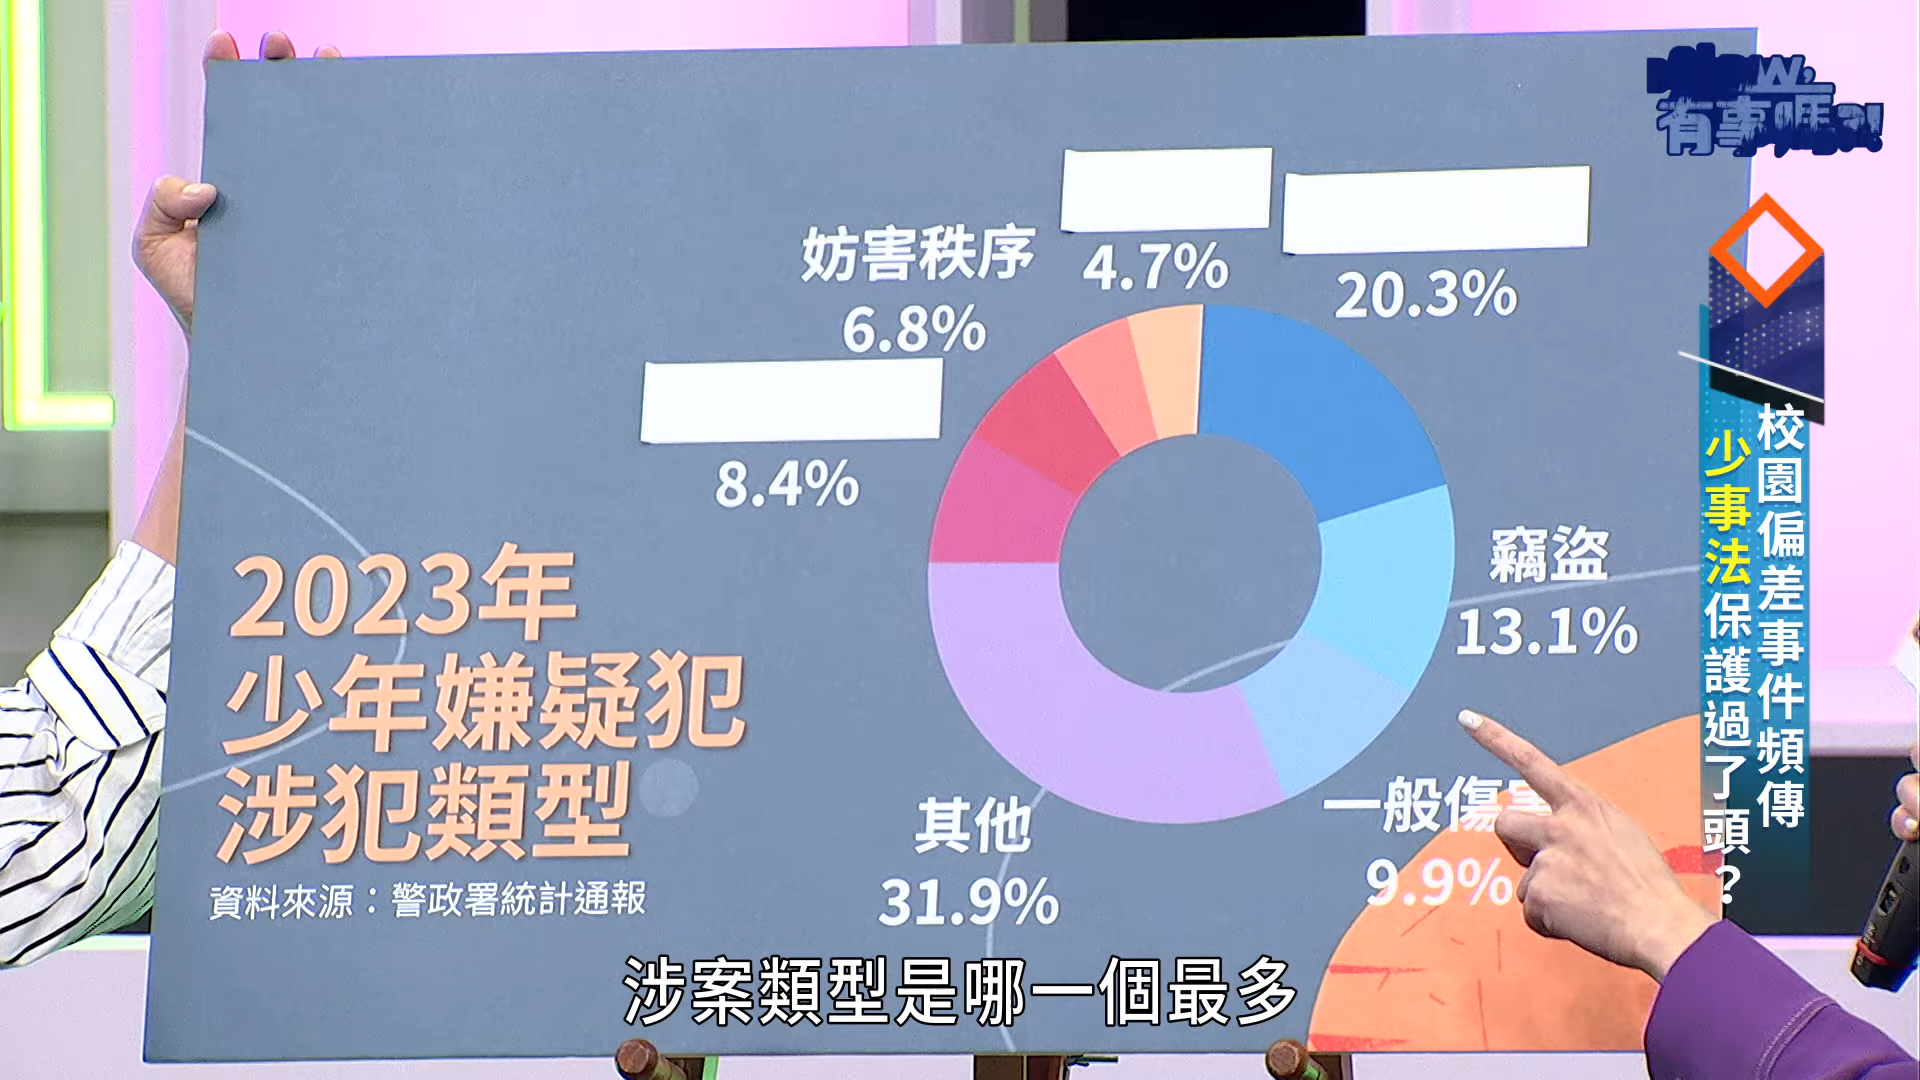 有事嗎?!
妨害秩序
6.8%
4.7%
20.3%
8.4%
竊盜
13.1%
一般傷害
9.9%
其他
31.9%
2023年
少年嫌疑犯
涉犯類型
資料來源：警政署統計通報
校園偏差事件頻傳
少事法保護過了頭？
涉案類型是哪一個最多